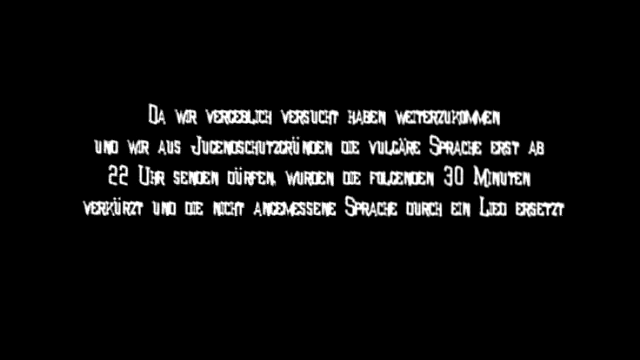 Da wir vergeblich versucht haben weiterzukommen
und wir aus Jugendschutzgründen die vulgäre Sprache erst ab
22 Uhr senden dürfen, wurden die folgenden 30 Minuten
verkürzt und die nicht angemessene Sprache durch ein Lied ersetzt